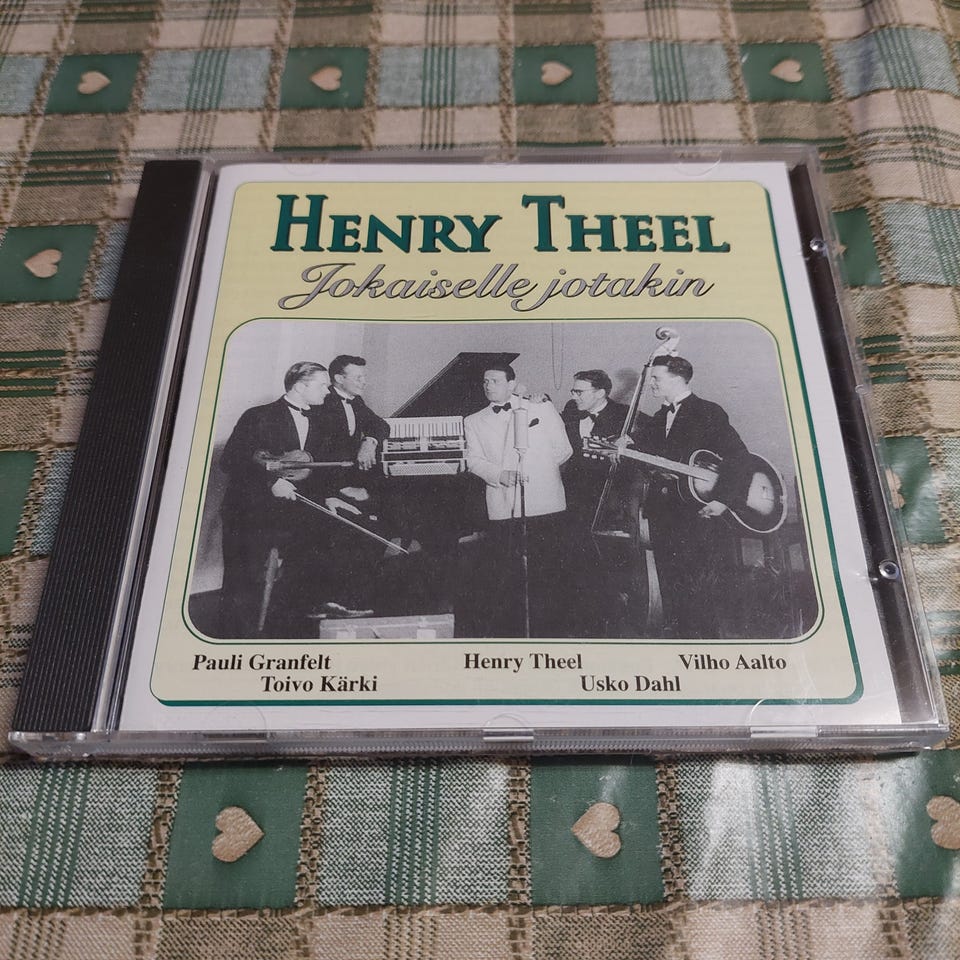 HENRY THEEL
Jokaiselle jotakin
Pauli Granfelt Henry Theel Vilho Aalto
Toivo Kärki Usko Dahl